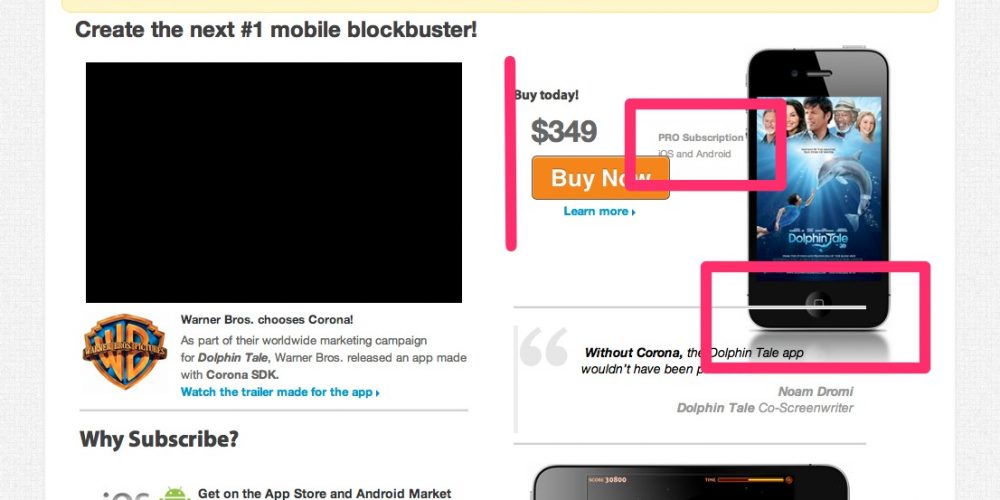 Create the next #1 mobile blockbuster!
Buy today!
$349
PRO Subscription
iOS and Android
Buy Now
Learn more
Dolphin Tale
WB
WARNER BROS. PICTURES
Warner Bros. chooses Corona!
As part of their worldwide marketing campaign
for Dolphin Tale, Warner Bros. released an app made
with Corona SDK.
Watch the trailer made for the app
“
Without Corona, the Dolphin Tale app
wouldn't have been
Noam Dromi
Dolphin Tale Co-Screenwriter
Why Subscribe?
iOS
Get on the App Store and Android Market
SCORE 30800
TIME